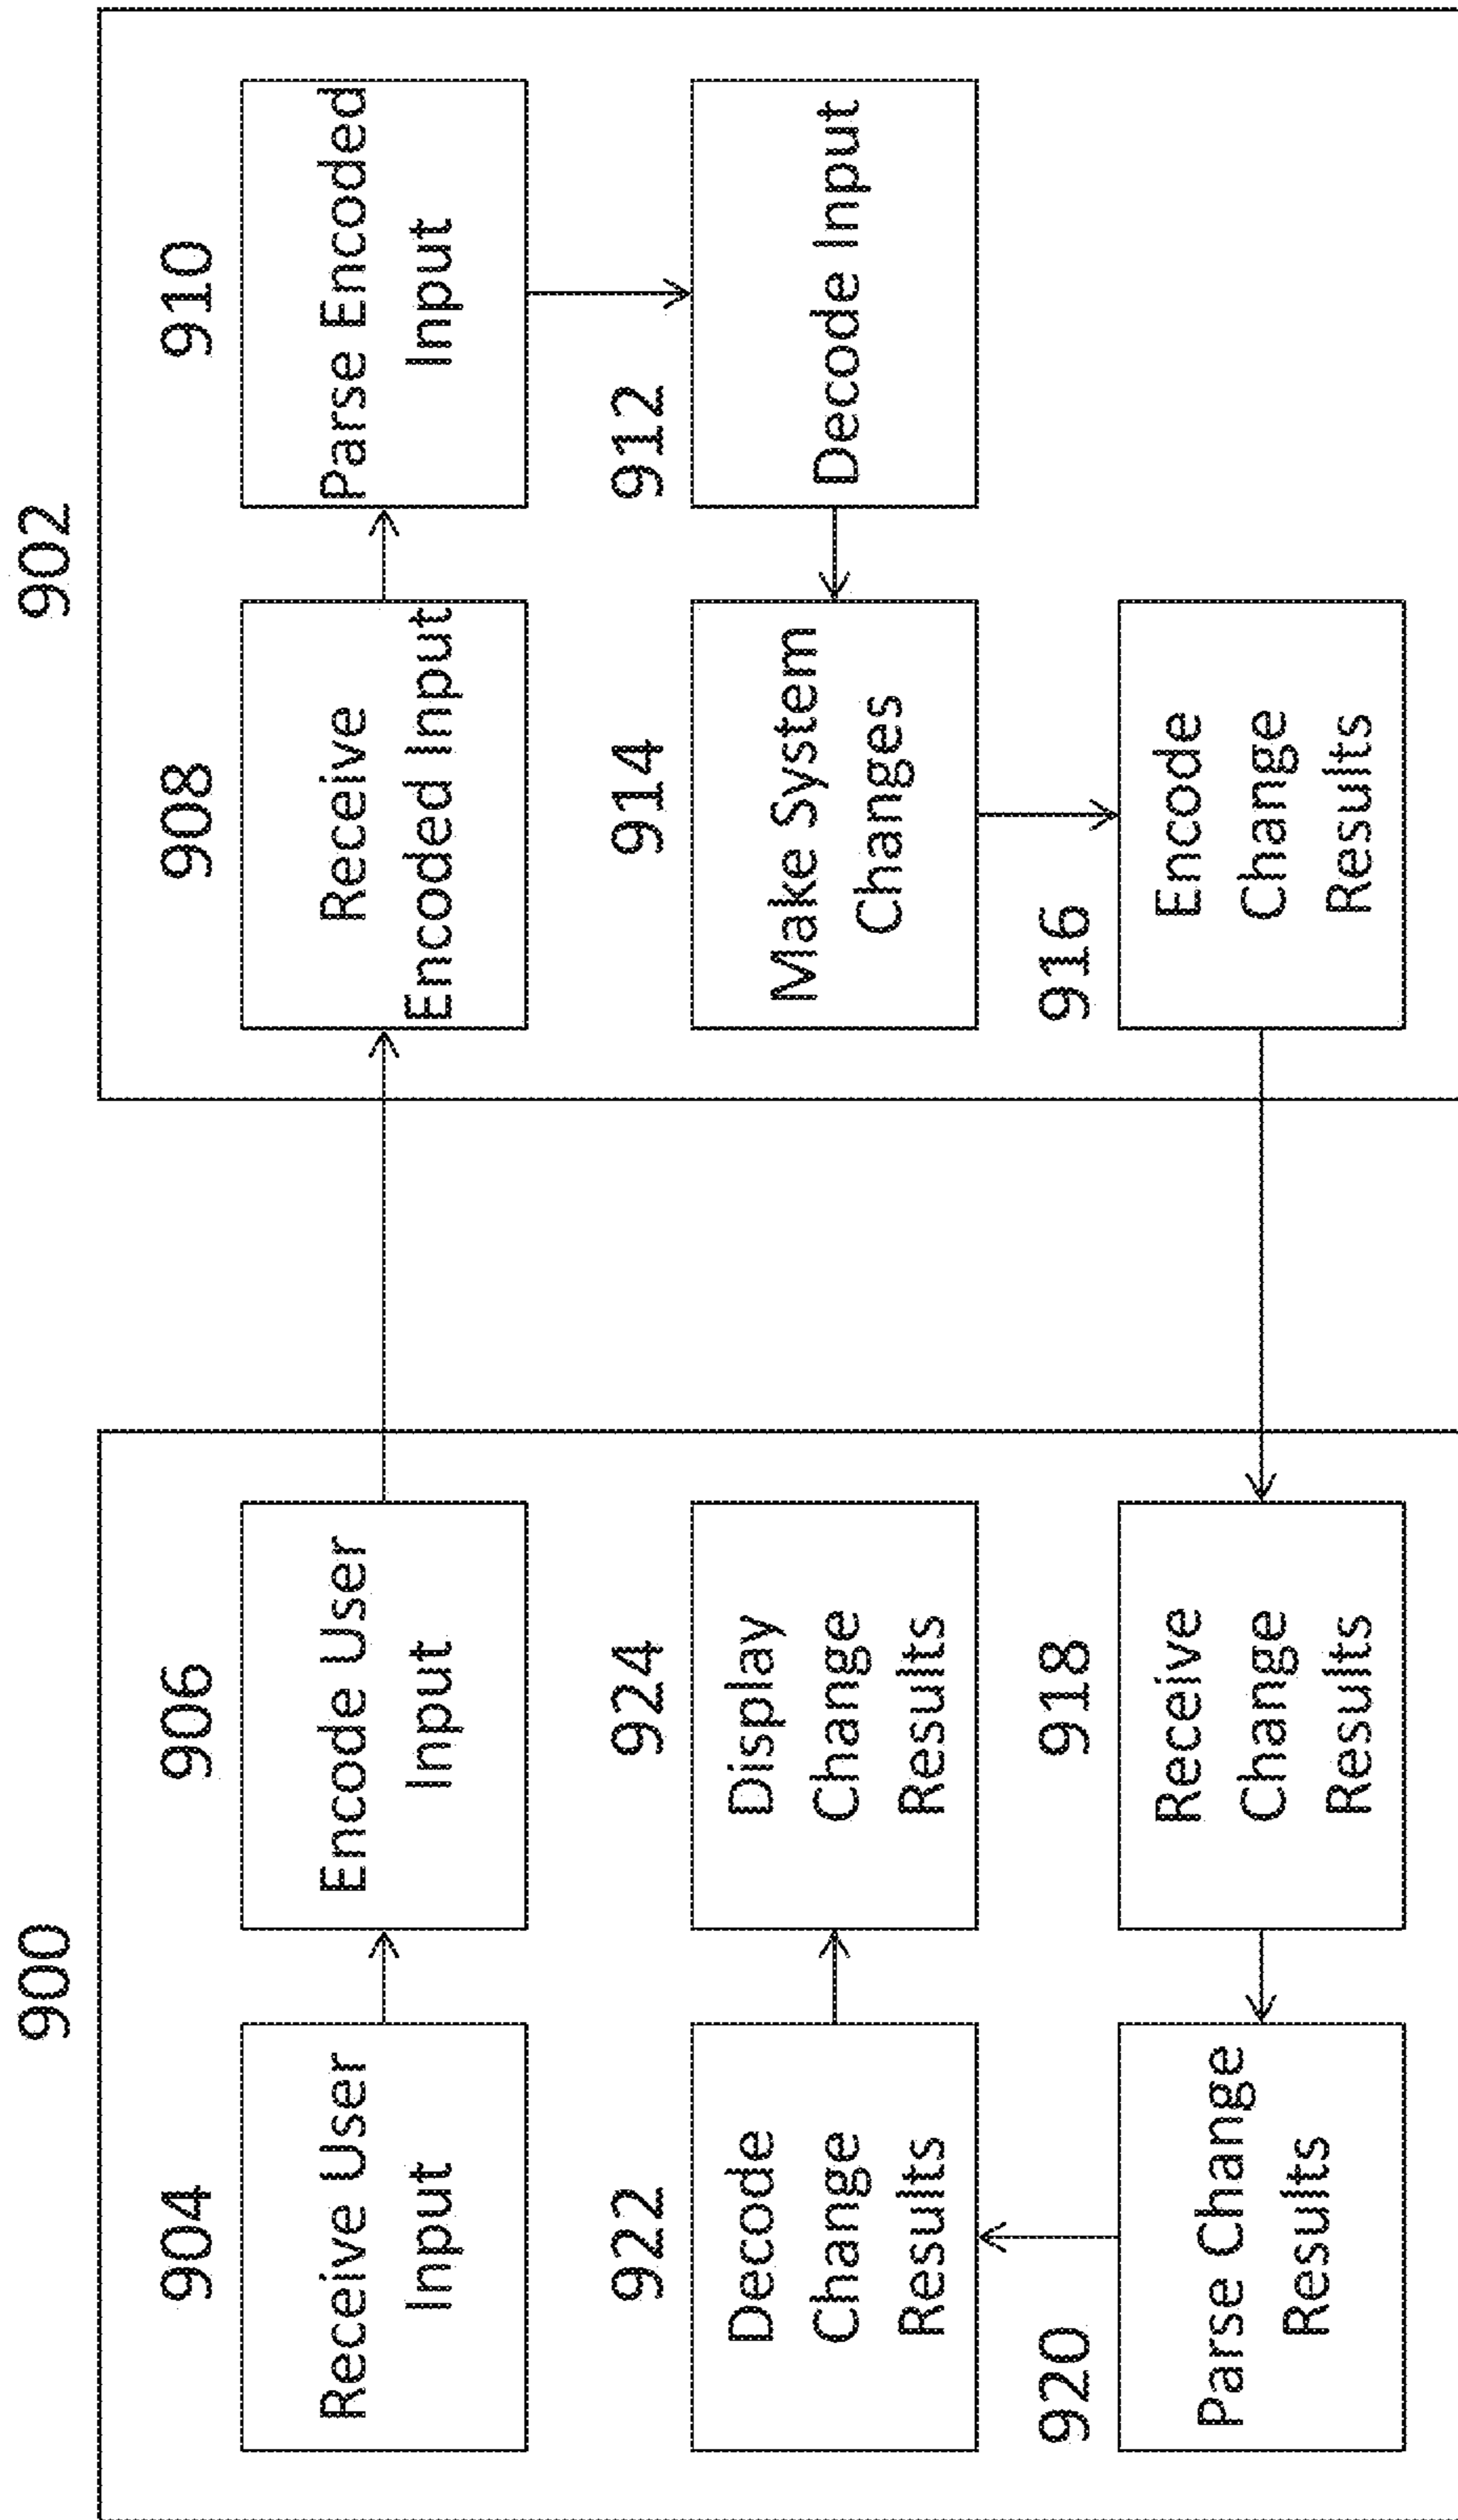 900
902
904
Receive User
Input
906
Encode User
Input
908
Receive
Encoded Input
910
Parse Encoded
Input
922
Decode
Change
Results
924
Display
Change
Results
914
Make System
Changes
912
Decode Input
920
Parse Change
Results
918
Receive
Change
Results
916
Encode
Change
Results